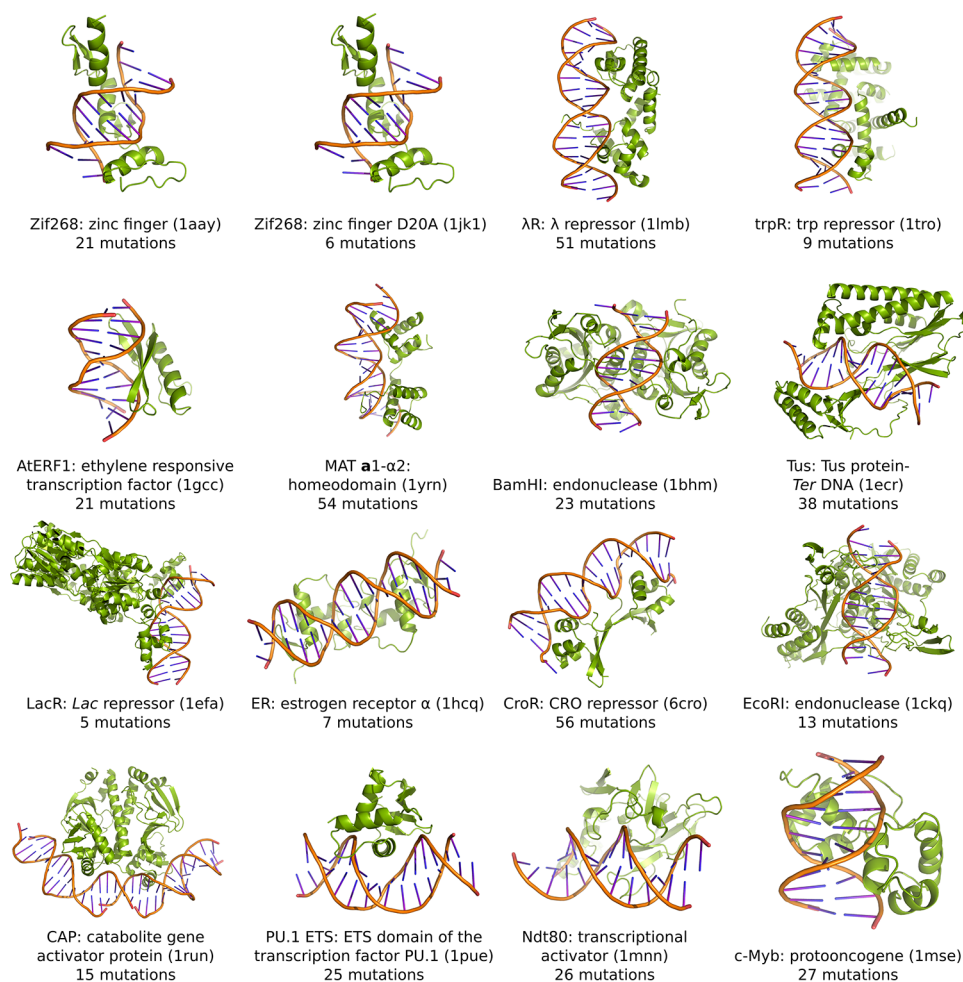 Zif268: zinc finger (1aay)
21 mutations
Zif268: zinc finger D20A (1jk1)
6 mutations
λR: λ repressor (1lmb)
51 mutations
trpR: trp repressor (1tro)
9 mutations
AtERF1: ethylene responsive
transcription factor (1gcc)
21 mutations
MAT a1-α2:
homeodomain (1yrn)
54 mutations
BamHI: endonuclease (1bhm)
23 mutations
Tus: Tus protein-
Ter DNA (1ecr)
38 mutations
LacR: Lac repressor (1efa)
5 mutations
ER: estrogen receptor α (1hcq)
7 mutations
CroR: CRO repressor (6cro)
56 mutations
EcoRI: endonuclease (1ckq)
13 mutations
CAP: catabolite gene
activator protein (1run)
15 mutations
PU.1 ETS: ETS domain of the
transcription factor PU.1 (1pue)
25 mutations
Ndt80: transcriptional
activator (1mnn)
26 mutations
c-Myb: protooncogene (1mse)
27 mutations